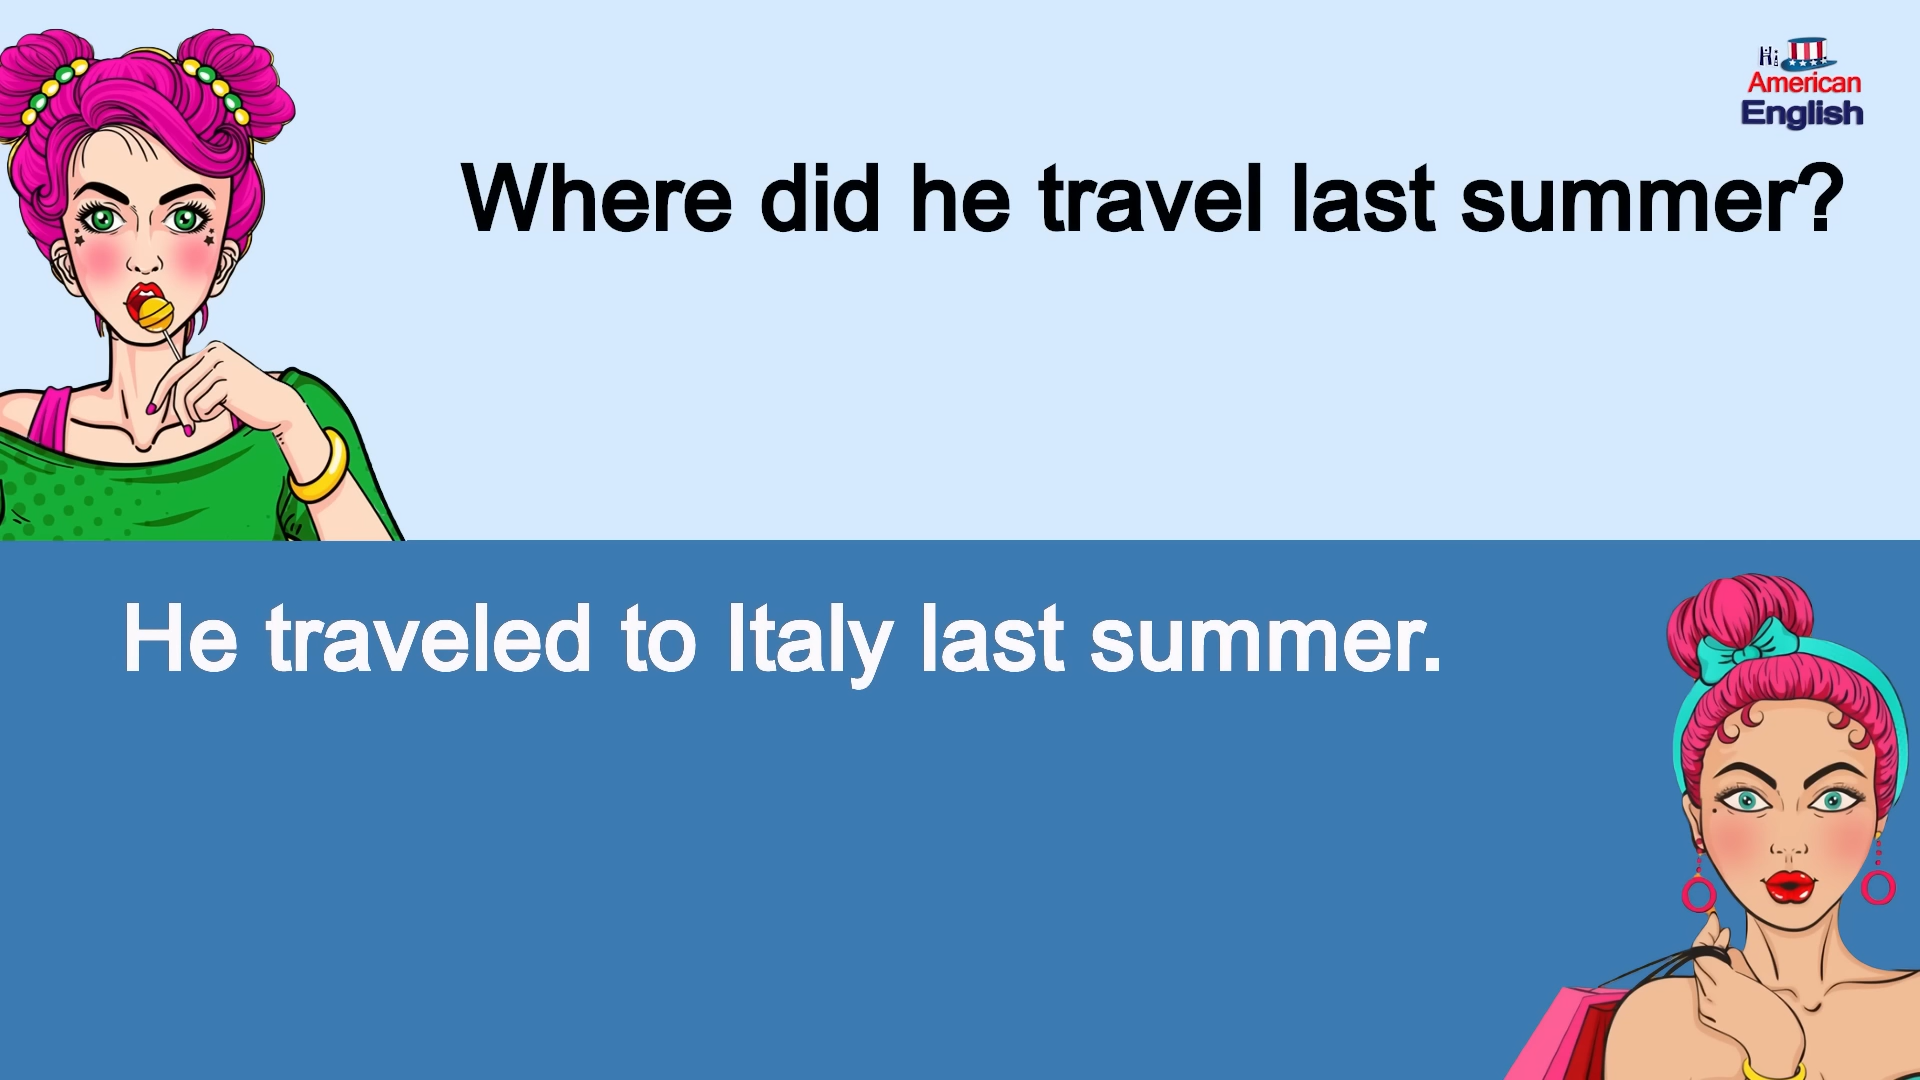 Hi
American
English
Where did he travel last summer?
He traveled to Italy last summer.